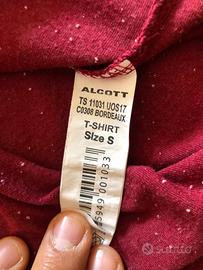 ALCOTT
TS 11031 UOS17
C0308 BORDEAUX
T-SHIRT
Size S
subito